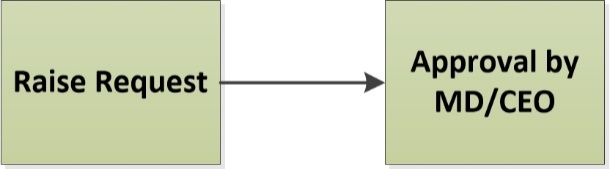 Raise Request
Approval by
MD/CEO